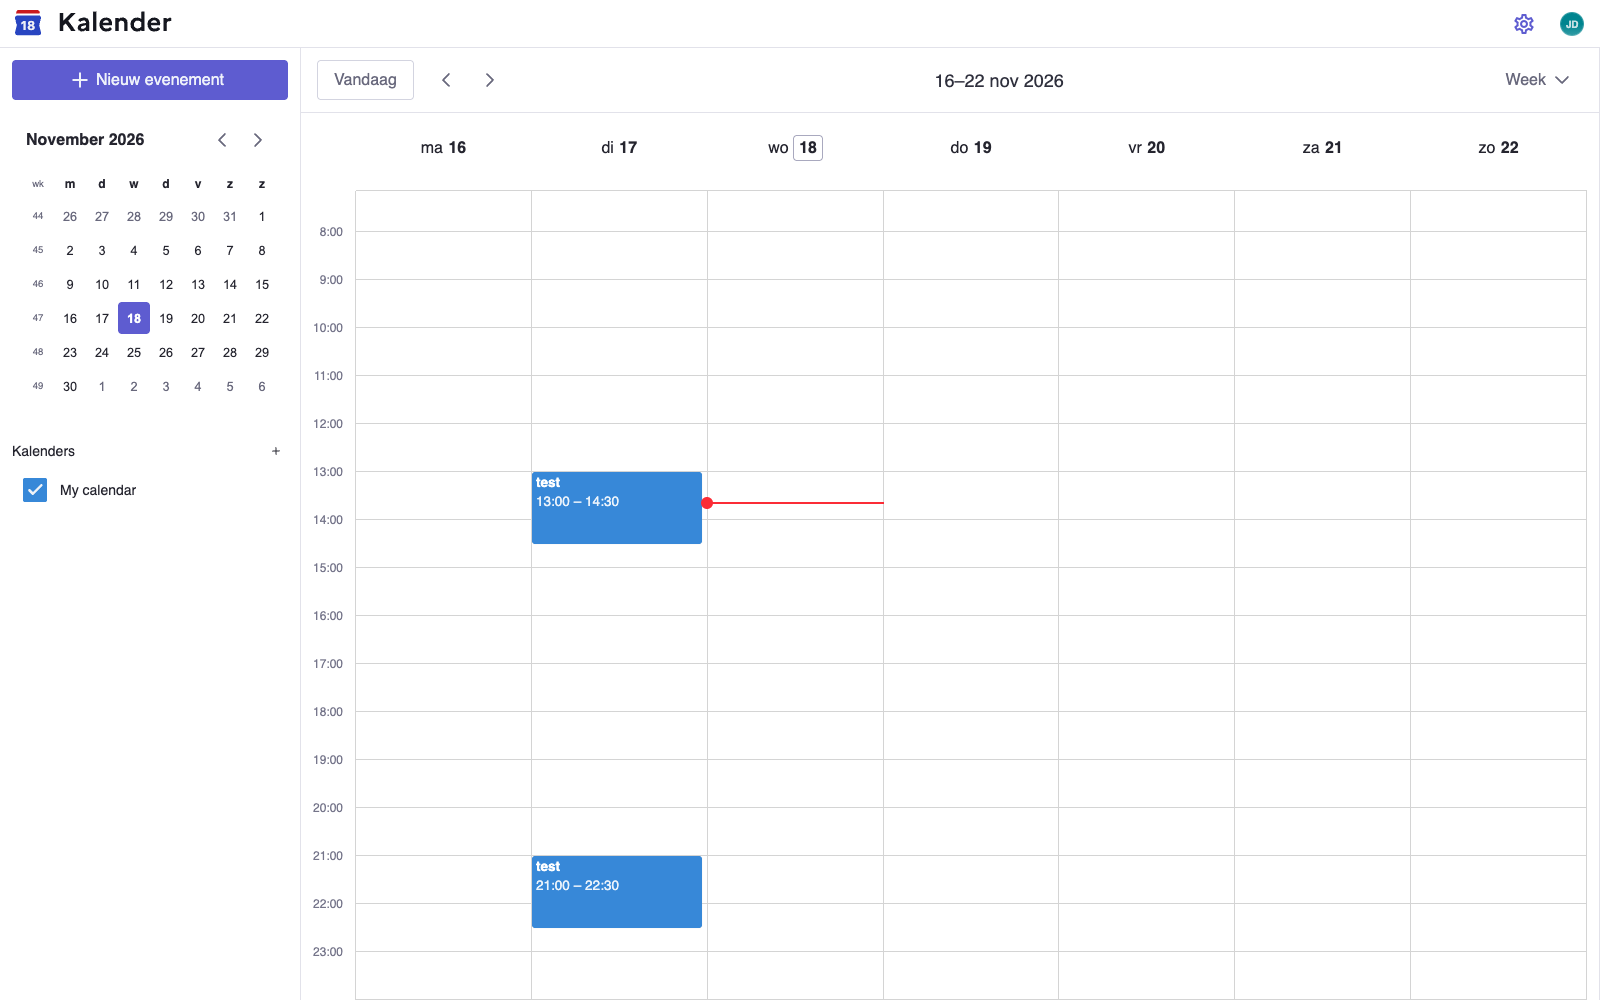 18 Kalender
JD
Nieuw evenement
Vandaag
16–22 nov 2026
Week
November 2026
wk m d w d v z z
44 26 27 28 29 30 31 1
45 2 3 4 5 6 7 8
46 9 10 11 12 13 14 15
47 16 17 18 19 20 21 22
48 23 24 25 26 27 28 29
49 30 1 2 3 4 5 6
Kalenders +
My calendar
ma 16 di 17 wo 18 do 19 vr 20 za 21 zo 22
8:00
9:00
10:00
11:00
12:00
13:00
14:00
15:00
16:00
17:00
18:00
19:00
20:00
21:00
22:00
23:00
test
13:00 – 14:30
test
21:00 – 22:30